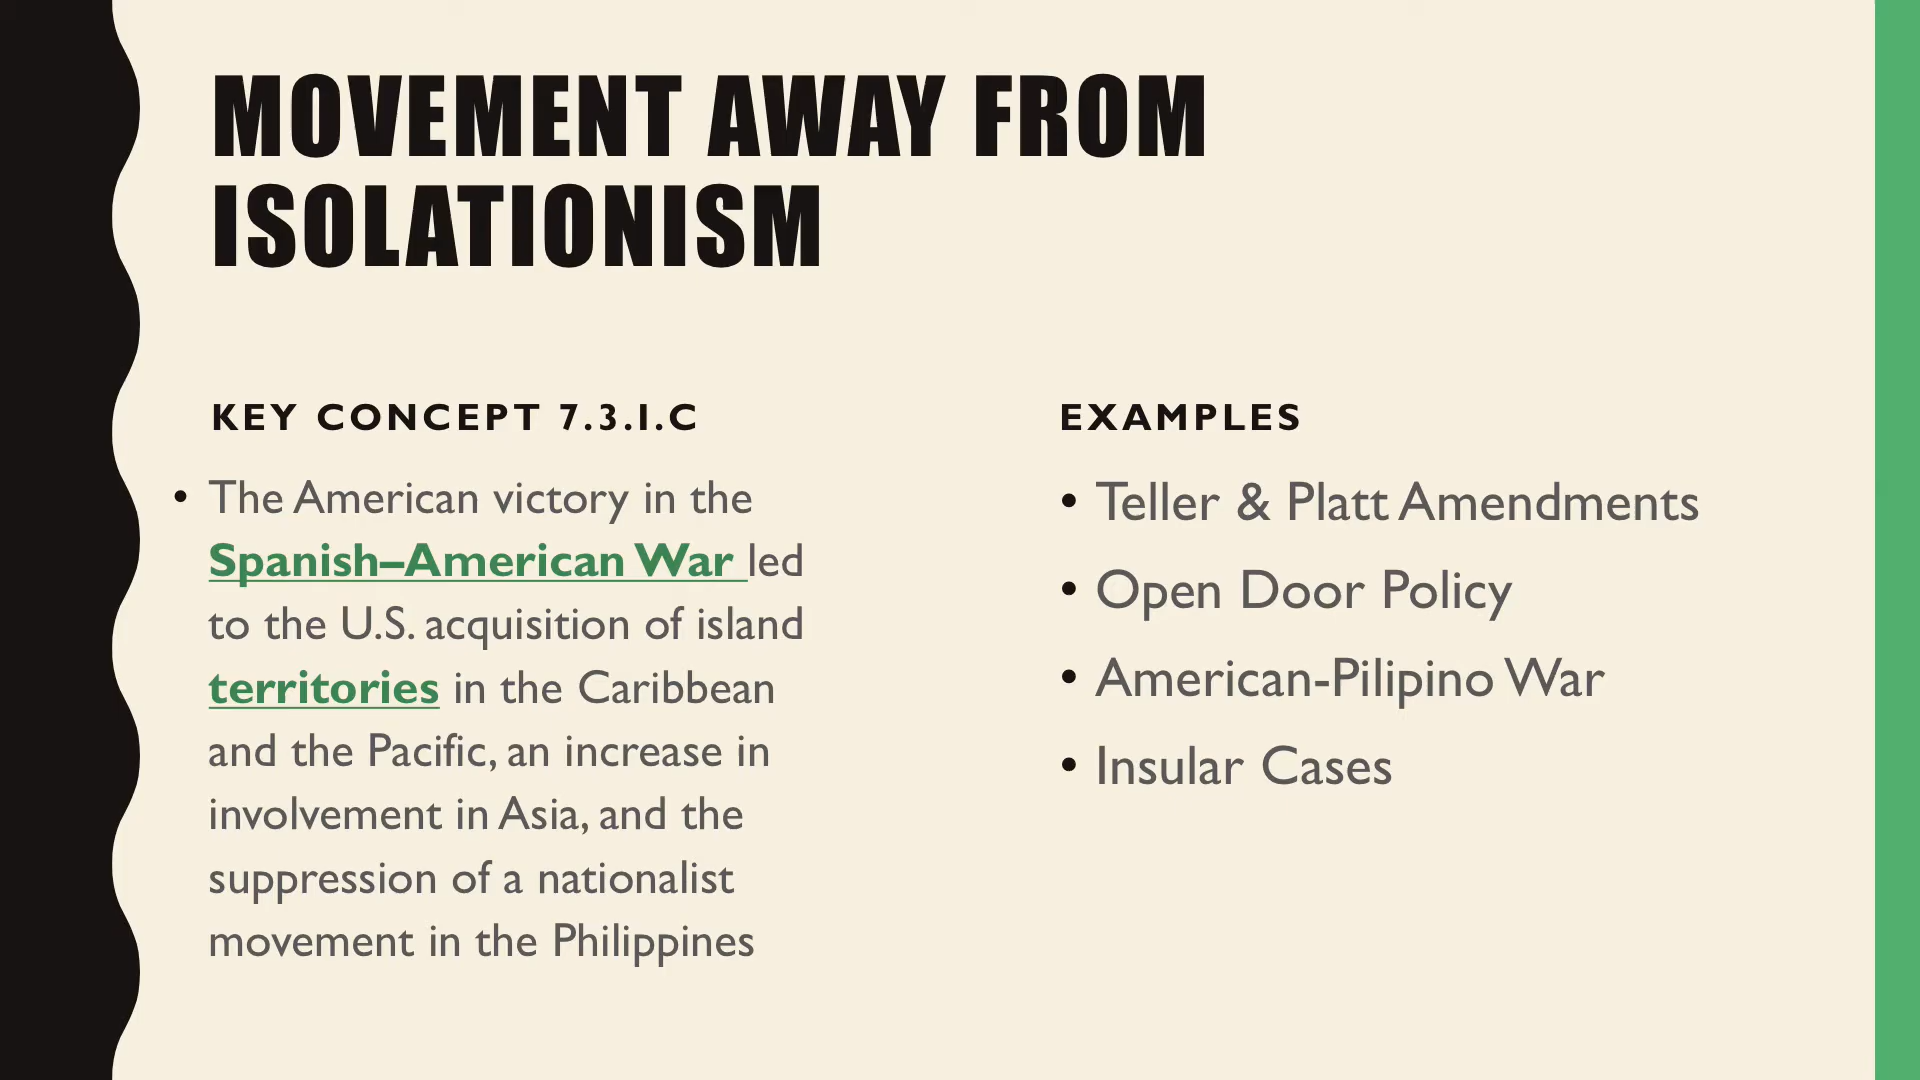 MOVEMENT AWAY FROM
ISOLATIONISM
KEY CONCEPT 7.3.I.C
• The American victory in the
Spanish–American War led
to the U.S. acquisition of island
territories in the Caribbean
and the Pacific, an increase in
involvement in Asia, and the
suppression of a nationalist
movement in the Philippines
EXAMPLES
• Teller & Platt Amendments
• Open Door Policy
• American-Pilipino War
• Insular Cases